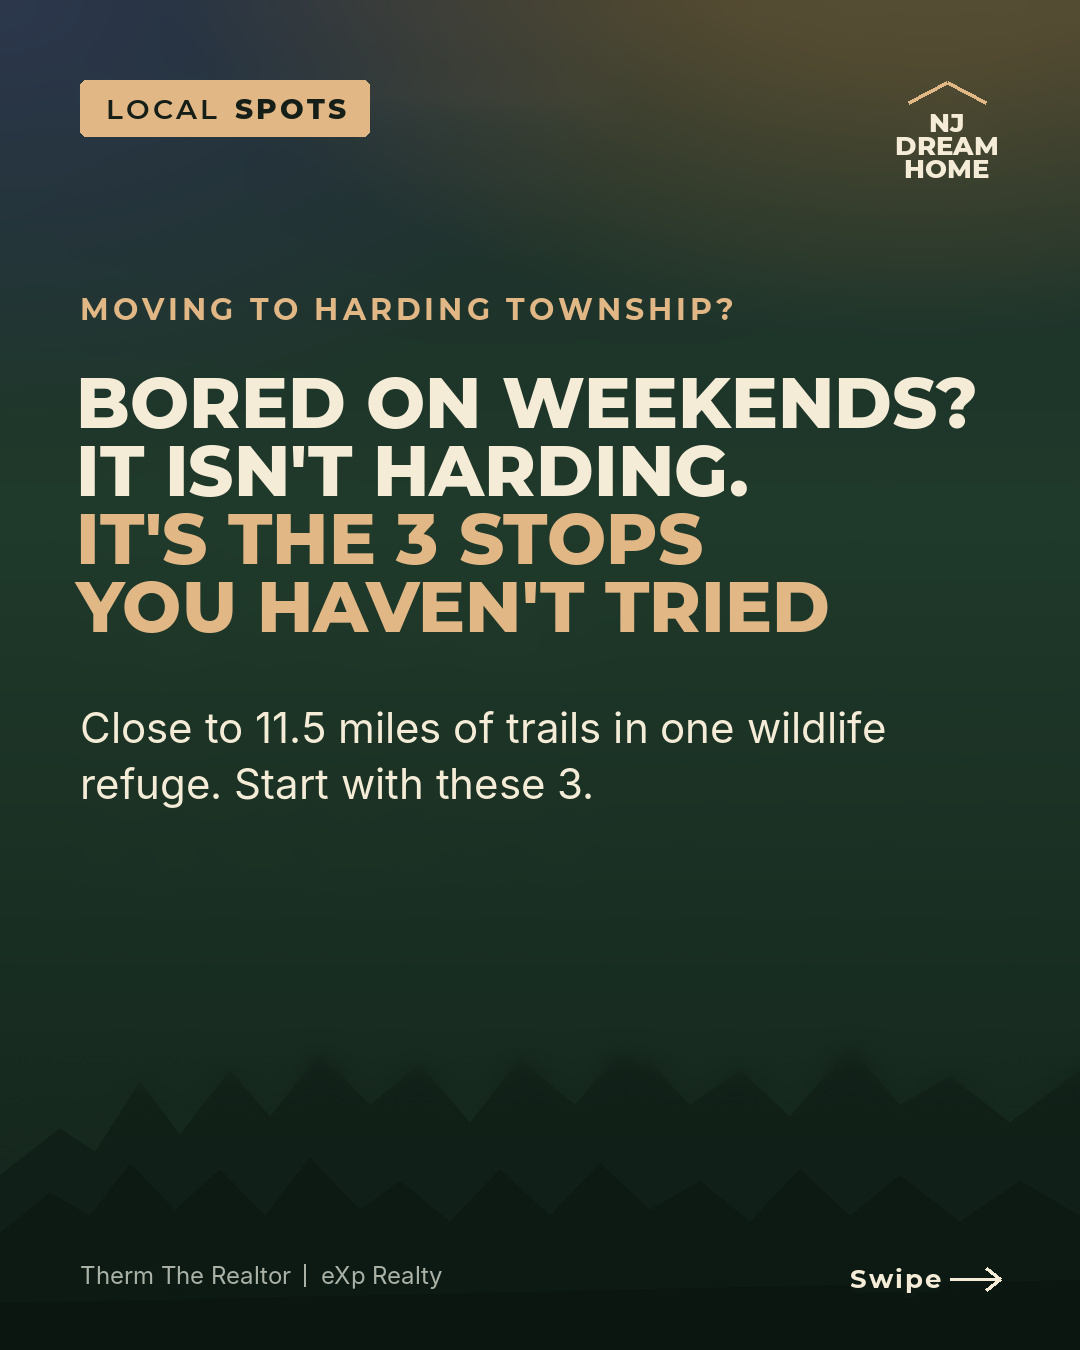 LOCAL SPOTS
NJ
DREAM
HOME
MOVING TO HARDING TOWNSHIP?
BORED ON WEEKENDS?
IT ISN'T HARDING.
IT'S THE 3 STOPS
YOU HAVEN'T TRIED
Close to 11.5 miles of trails in one wildlife
refuge. Start with these 3.
Therm The Realtor | eXp Realty
Swipe